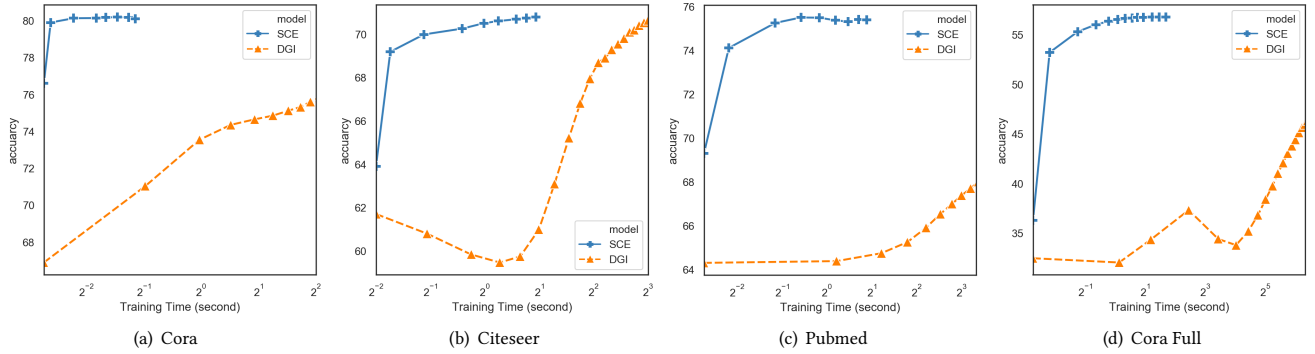 80
78
76
74
72
70
68
accuarcy
model
SCE
DGI
2^-2
2^-1
2^0
2^1
2^2
Training Time (second)
(a) Cora
70
68
66
64
62
60
accuarcy
model
SCE
DGI
2^-2
2^-1
2^0
2^1
2^2
2^3
Training Time (second)
(b) Citeseer
76
74
72
70
68
66
64
accuarcy
model
SCE
DGI
2^-2
2^-1
2^0
2^1
2^2
2^3
Training Time (second)
(c) Pubmed
55
50
45
40
35
accuarcy
model
SCE
DGI
2^-1
2^1
2^3
2^5
Training Time (second)
(d) Cora Full